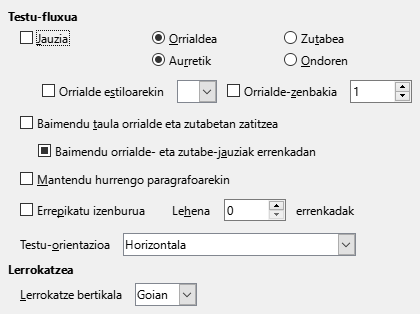 Testu-fluxua
Jauzia Orrialdea Zutabea
Aurretik Ondoren
Orrialde estiloarekin Orrialde-zenbakia 1
Baimendu taula orrialde eta zutabetan zatitzea
Baimendu orrialde- eta zutabe-jauziak errenkadan
Mantendu hurrengo paragrafoarekin
Errepikatu izenburua Lehena 0 errenkadak
Testu-orientazioa Horizontala
Lerrokatzea
Lerrokatze bertikala Goian